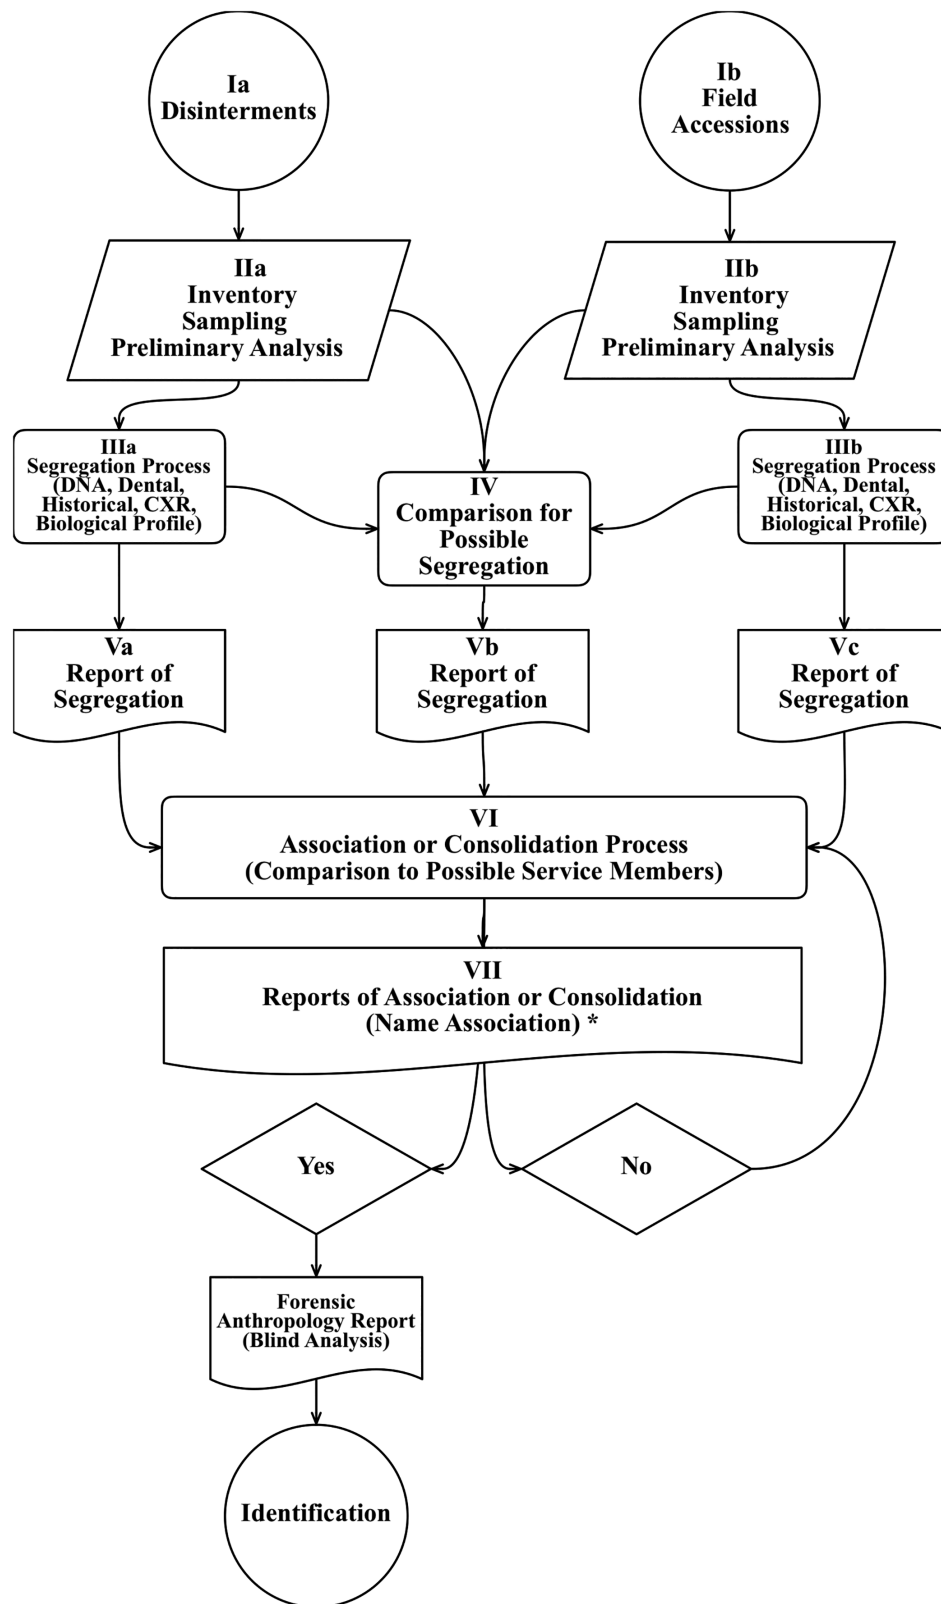 Ia
Disinterments
Ib
Field
Accessions
IIa
Inventory
Sampling
Preliminary Analysis
IIb
Inventory
Sampling
Preliminary Analysis
IIIa
Segregation Process
(DNA, Dental,
Historical, CXR,
Biological Profile)
IV
Comparison for
Possible
Segregation
IIIb
Segregation Process
(DNA, Dental,
Historical, CXR,
Biological Profile)
Va
Report of
Segregation
Vb
Report of
Segregation
Vc
Report of
Segregation
VI
Association or Consolidation Process
(Comparison to Possible Service Members)
VII
Reports of Association or Consolidation
(Name Association) *
Yes
No
Forensic
Anthropology Report
(Blind Analysis)
Identification